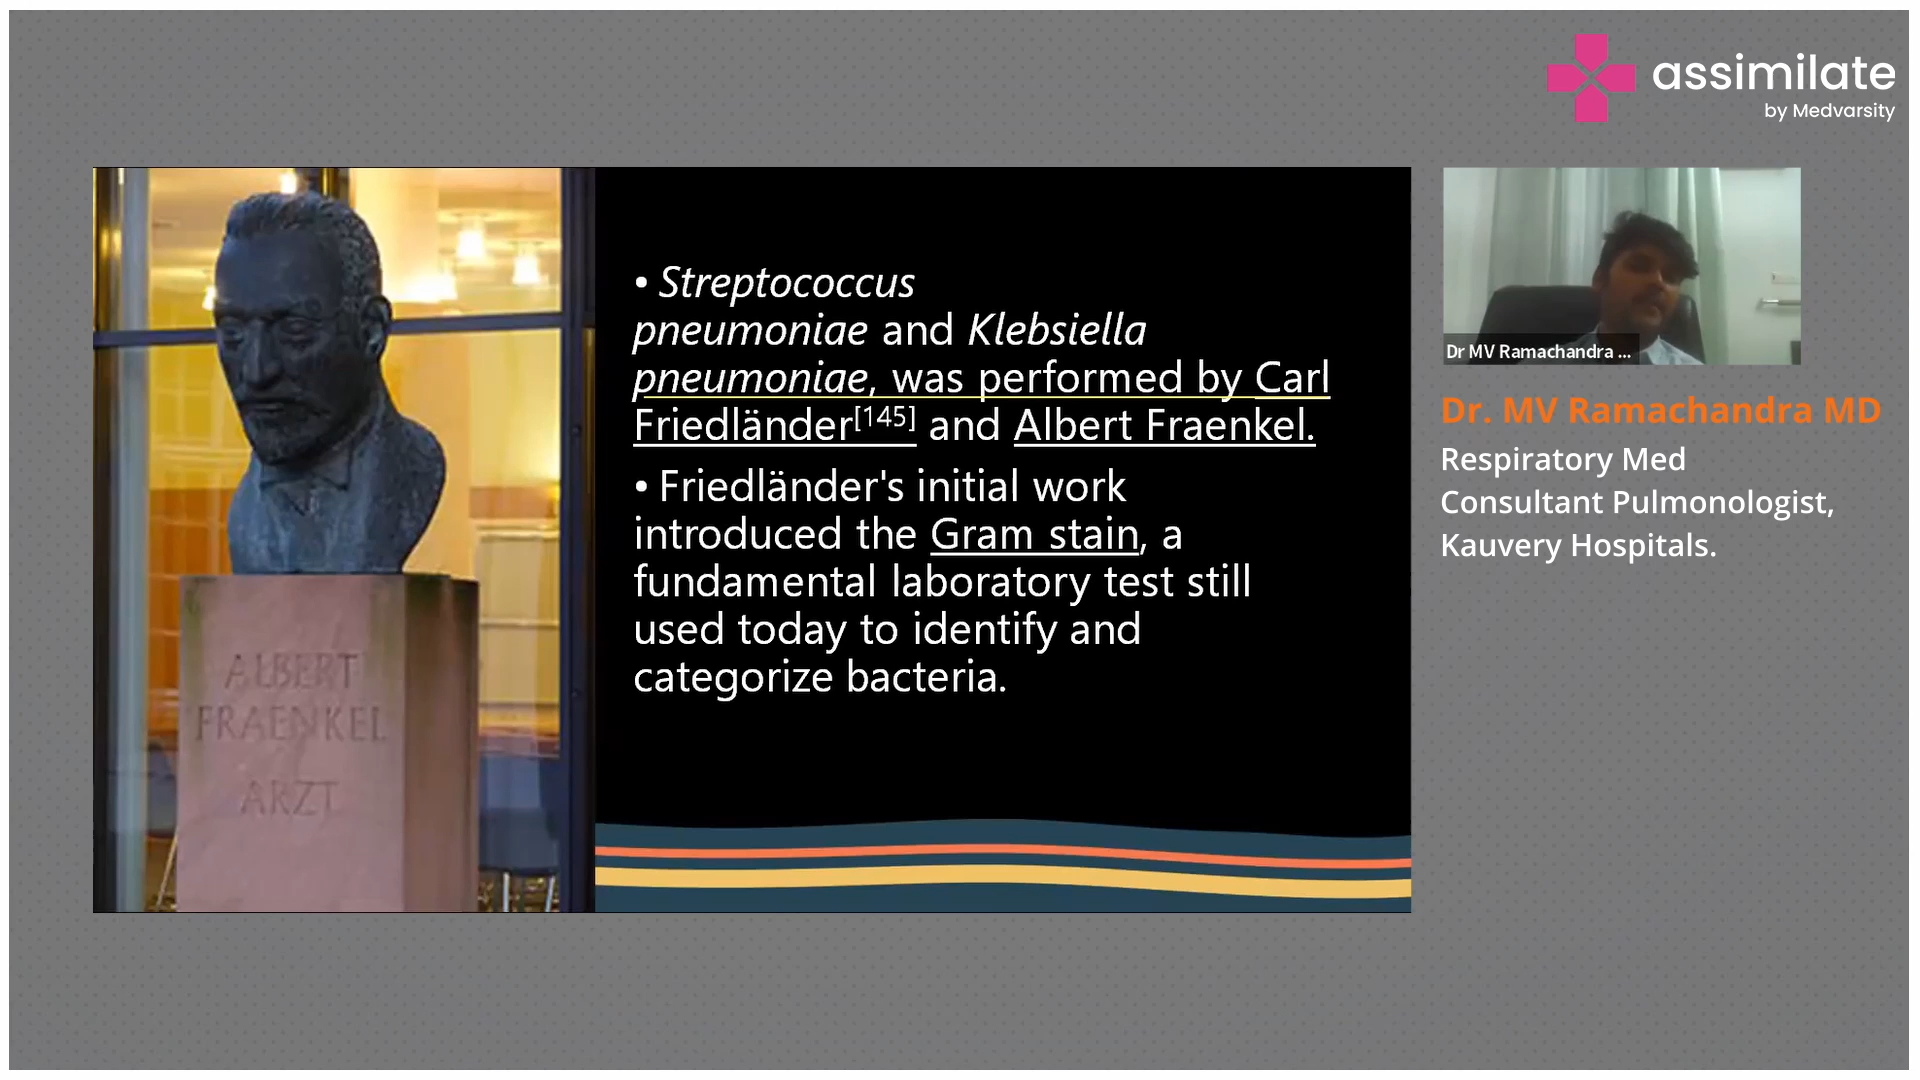 assimilate
by Medvarsity
• Streptococcus
pneumoniae and Klebsiella
pneumoniae, was performed by Carl
Friedländer[145] and Albert Fraenkel.
• Friedländer's initial work
introduced the Gram stain, a
fundamental laboratory test still
used today to identify and
categorize bacteria.
ALBERT
FRAENKEL
ARZT
Dr MV Ramachandra ...
Dr. MV Ramachandra MD
Respiratory Med
Consultant Pulmonologist,
Kauvery Hospitals.